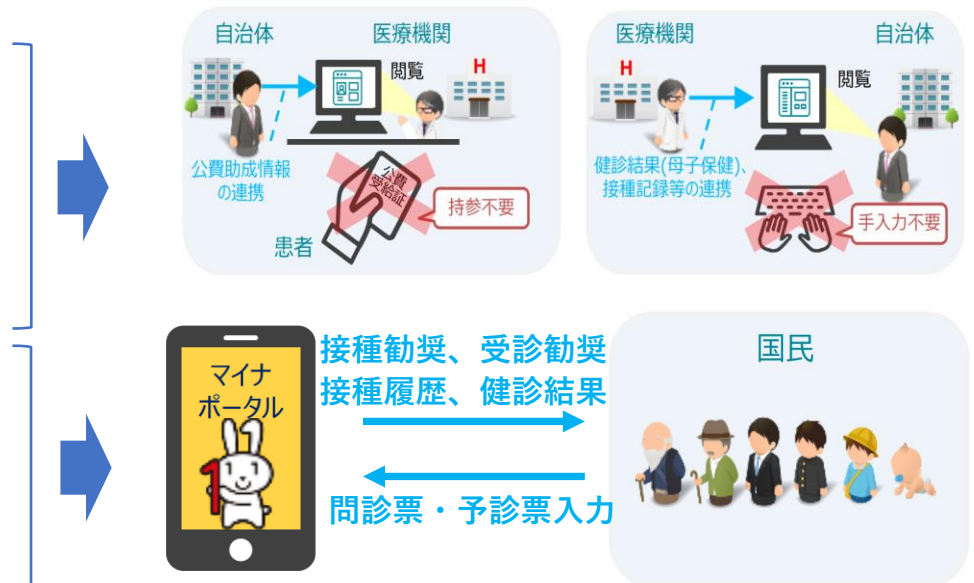 自治体
医療機関
閲覧
H
公費助成情報
の連携
公費
受給証
持参不要
患者
医療機関
自治体
H
閲覧
健診結果(母子保健)、
接種記録等の連携
手入力不要
マイナ
ポータル
1
接種勧奨、受診勧奨
接種履歴、健診結果
問診票・予診票入力
国民